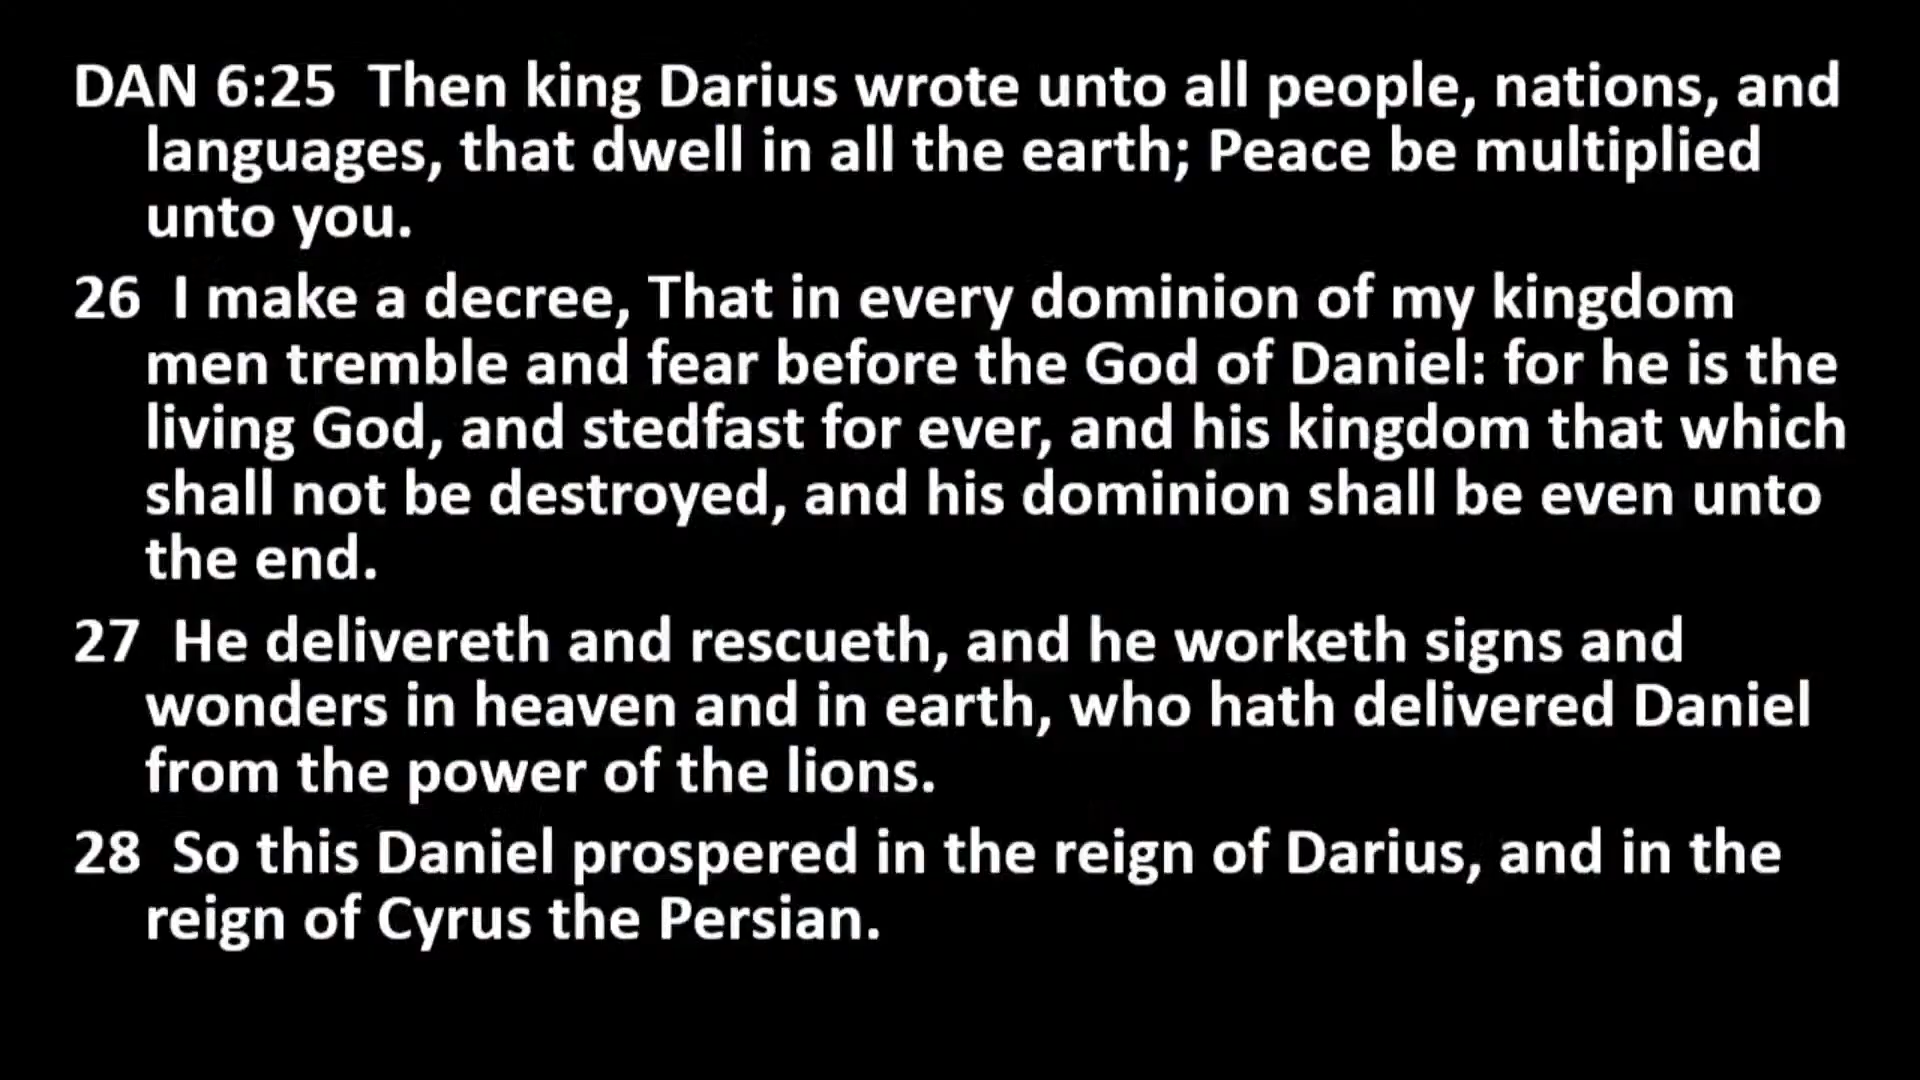 DAN 6:25 Then king Darius wrote unto all people, nations, and
languages, that dwell in all the earth; Peace be multiplied
unto you.
26 I make a decree, That in every dominion of my kingdom
men tremble and fear before the God of Daniel: for he is the
living God, and stedfast for ever, and his kingdom that which
shall not be destroyed, and his dominion shall be even unto
the end.
27 He delivereth and rescueth, and he worketh signs and
wonders in heaven and in earth, who hath delivered Daniel
from the power of the lions.
28 So this Daniel prospered in the reign of Darius, and in the
reign of Cyrus the Persian.